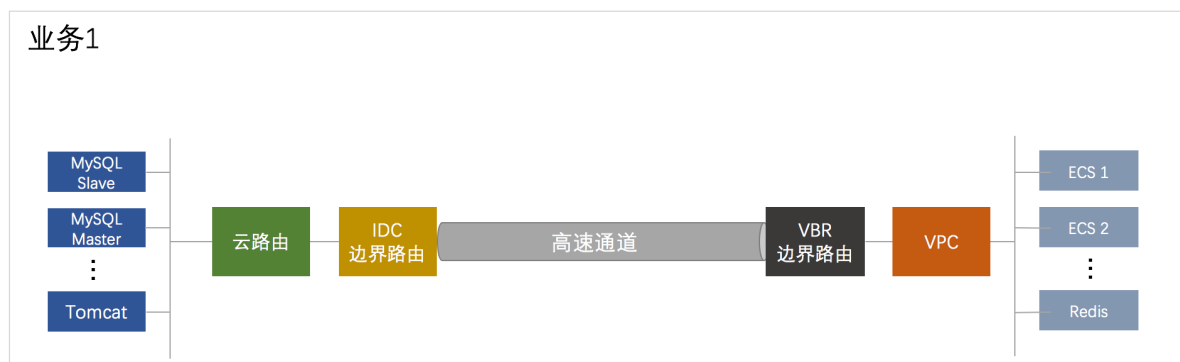 业务1
MySQL
Slave
MySQL
Master
⋮
Tomcat
云路由
IDC
边界路由
高速通道
VBR
边界路由
VPC
ECS 1
ECS 2
⋮
Redis